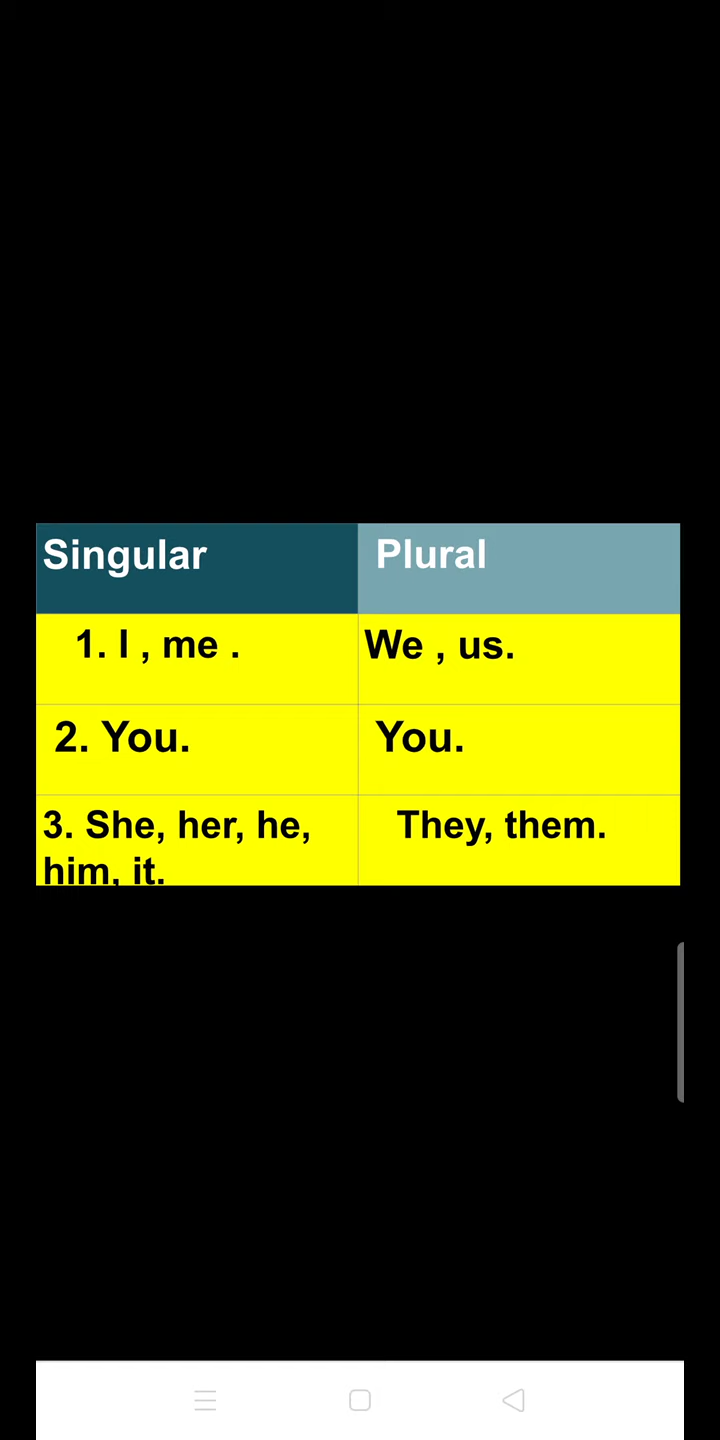 Singular Plural
1. I , me . We , us.
2. You. You.
3. She, her, he, They, them.
him, it.